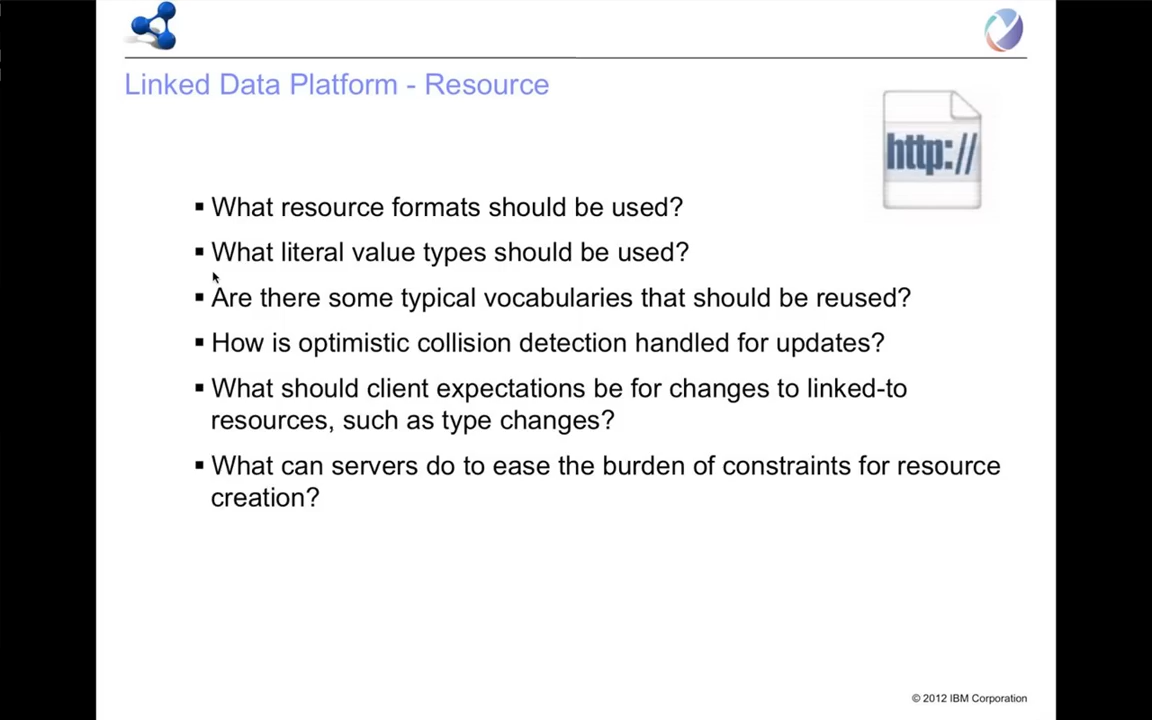 Linked Data Platform - Resource
http://
▪ What resource formats should be used?
▪ What literal value types should be used?
▪ Are there some typical vocabularies that should be reused?
▪ How is optimistic collision detection handled for updates?
▪ What should client expectations be for changes to linked-to
resources, such as type changes?
▪ What can servers do to ease the burden of constraints for resource
creation?
© 2012 IBM Corporation